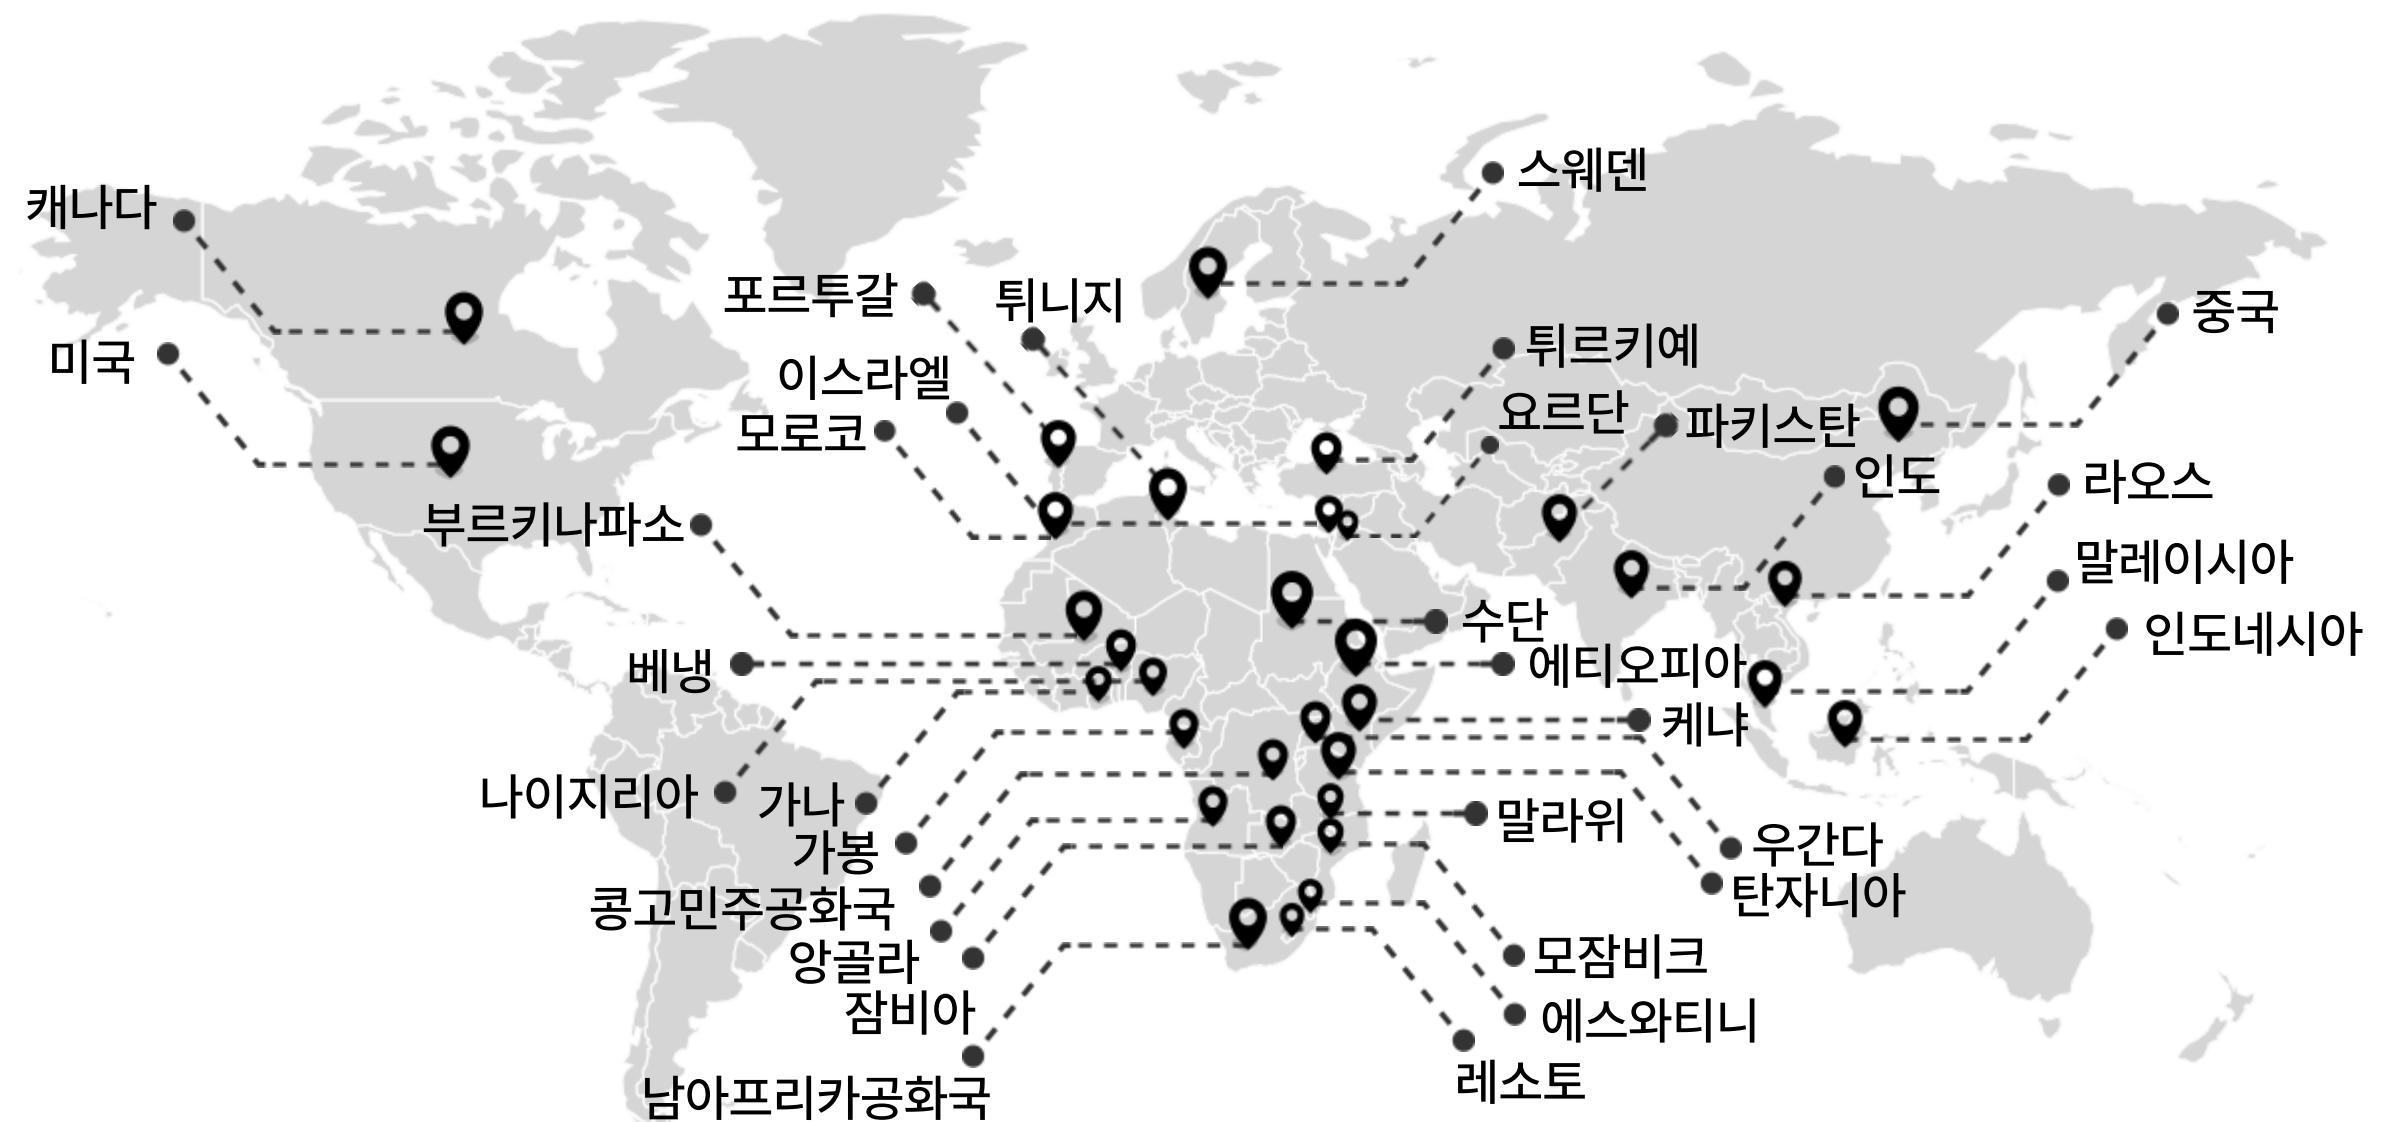 스웨덴
캐나다
포르투갈
튀니지
중국
미국
튀르키예
이스라엘
모로코
요르단
파키스탄
인도
라오스
부르키나파소
말레이시아
수단
인도네시아
베냉
에티오피아
케냐
나이지리아
가나
말라위
가봉
우간다
콩고민주공화국
탄자니아
앙골라
모잠비크
잠비아
에스와티니
레소토
남아프리카공화국